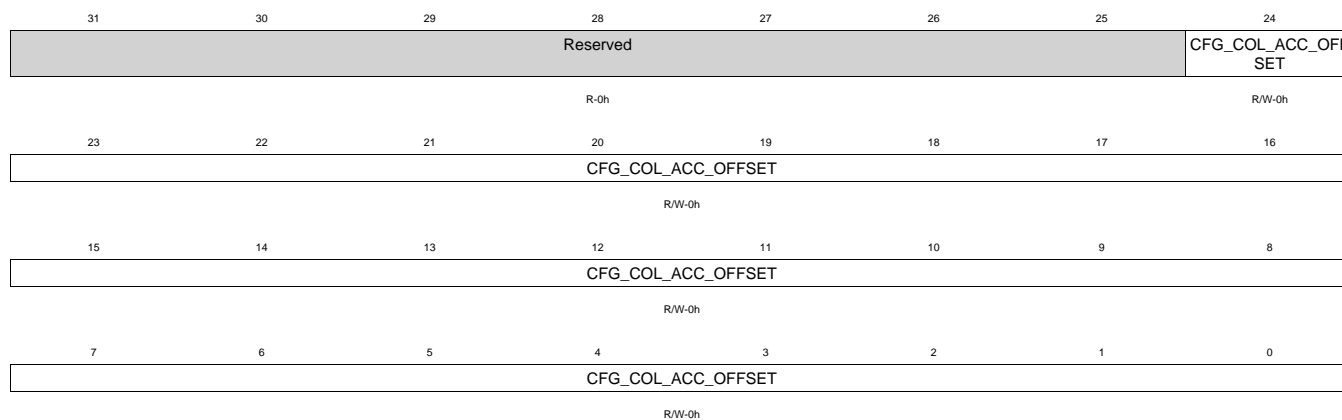 31 30 29 28 27 26 25 24
Reserved CFG_COL_ACC_OFF
SET
R-0h R/W-0h
23 22 21 20 19 18 17 16
CFG_COL_ACC_OFFSET
R/W-0h
15 14 13 12 11 10 9 8
CFG_COL_ACC_OFFSET
R/W-0h
7 6 5 4 3 2 1 0
CFG_COL_ACC_OFFSET
R/W-0h